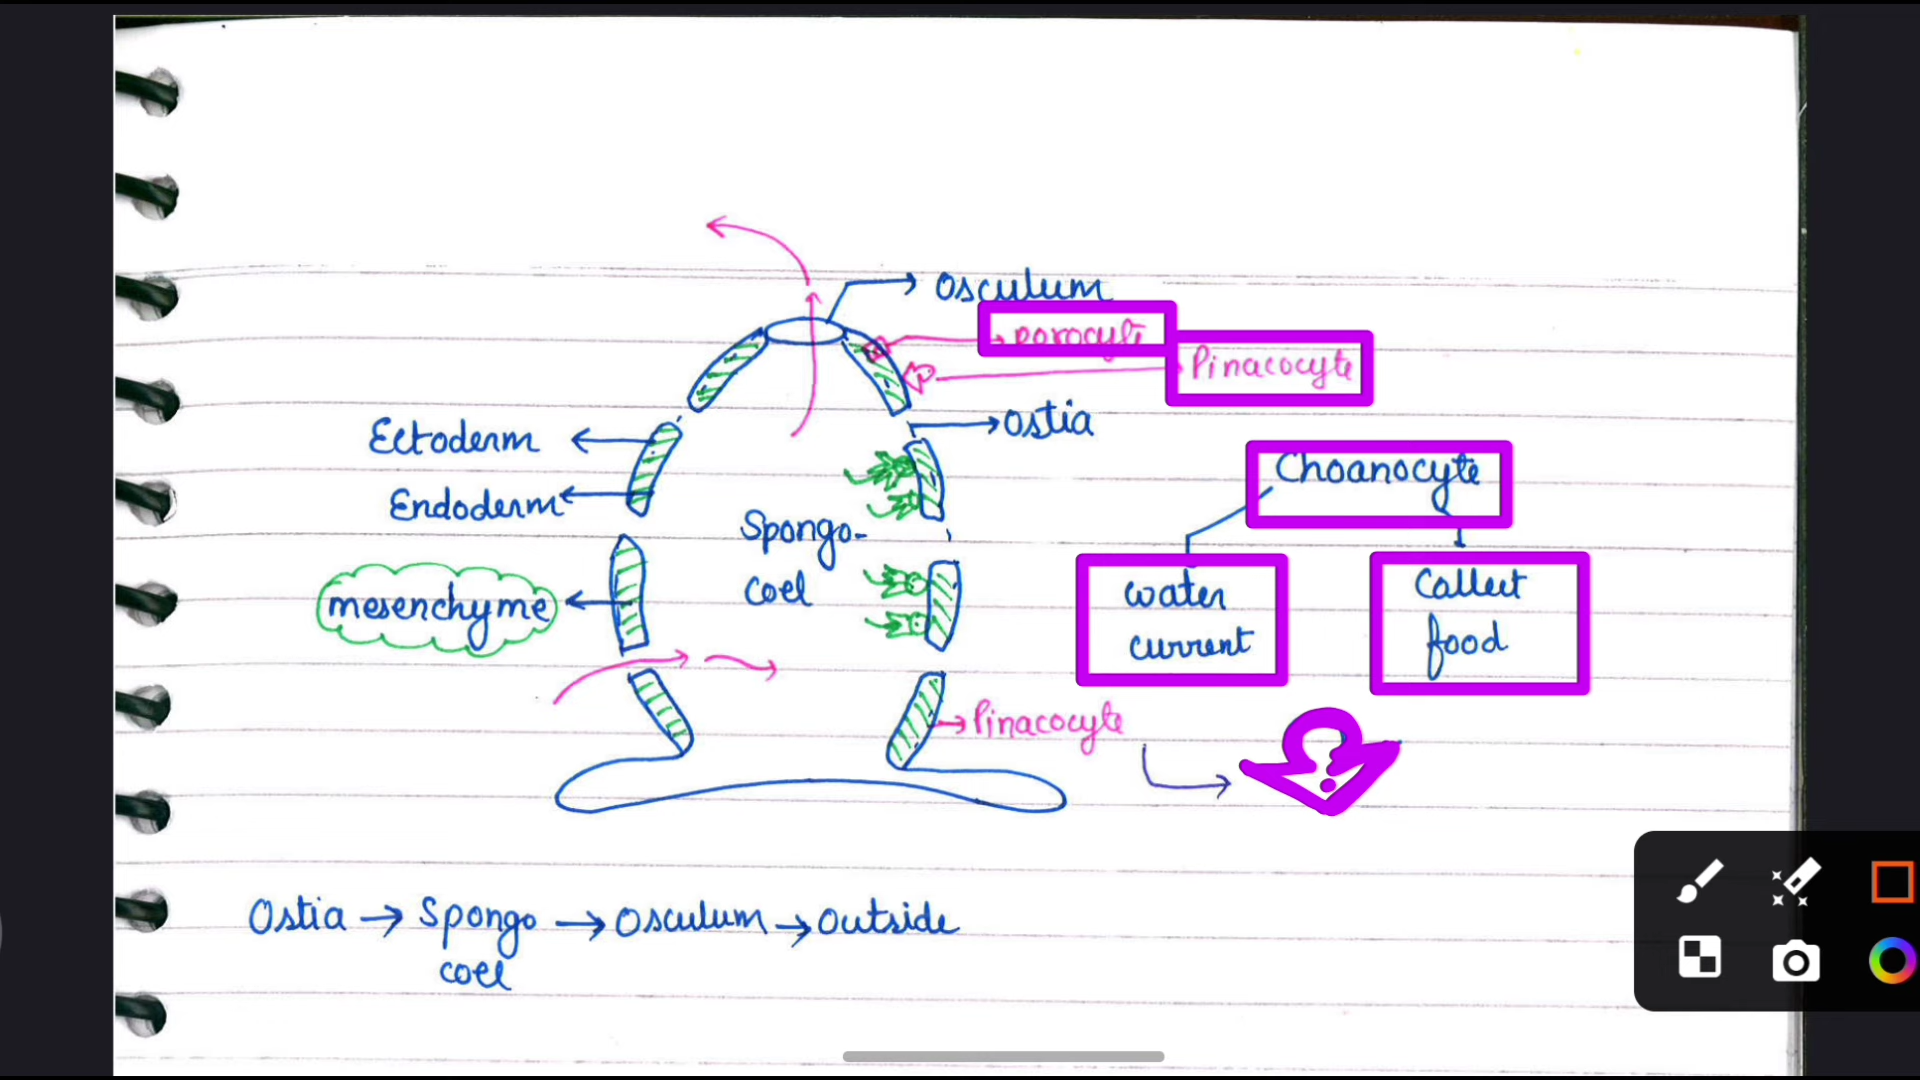 Osculum
porocyte
Pinacocyte
Ostia
Ectoderm
Endoderm
Choanocyte
Spongo-
coel
water
current
Collect
food
mesenchyme
Pinacocyte
Ostia → Spongo → Osculum → Outside
coel